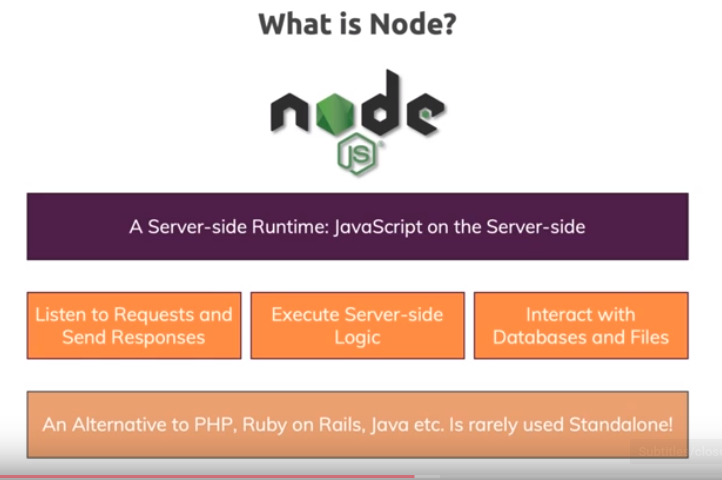 What is Node?
node
JS
A Server-side Runtime: JavaScript on the Server-side
Listen to Requests and
Send Responses
Execute Server-side
Logic
Interact with
Databases and Files
An Alternative to PHP, Ruby on Rails, Java etc. Is rarely used Standalone!